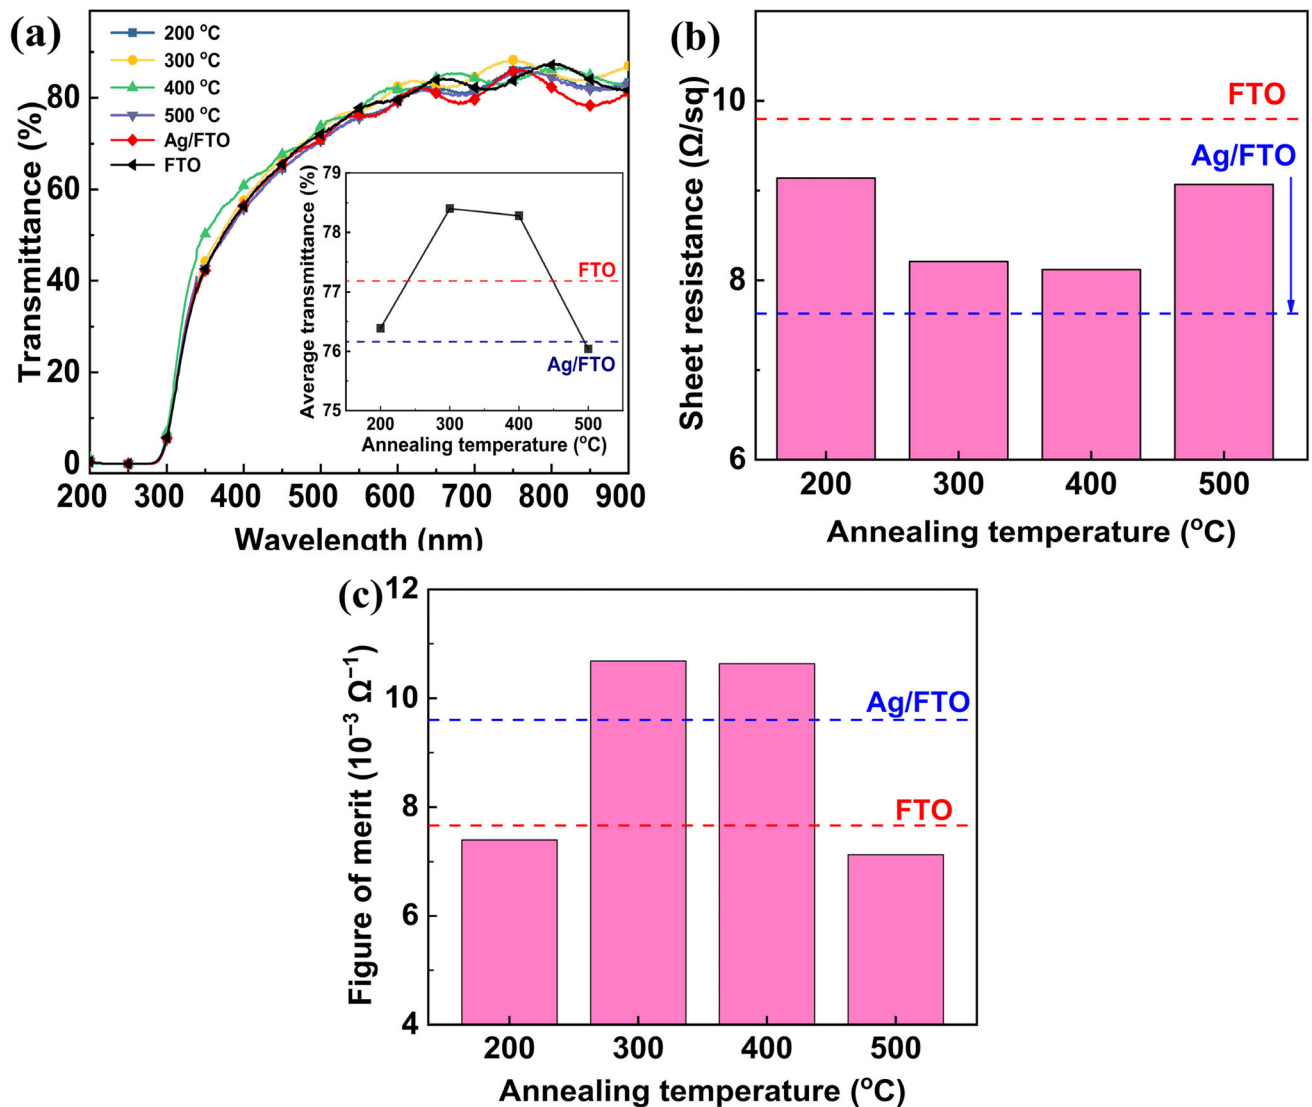 (a)
200 °C
300 °C
400 °C
500 °C
Ag/FTO
FTO
Transmittance (%)
80
60
40
20
0
200 300 400 500 600 700 800 900
Wavelength (nm)
Average transmittance (%)
79
78
77
76
75
FTO
Ag/FTO
200 300 400 500
Annealing temperature (°C)
(b)
Sheet resistance (Ω/sq)
10
8
6
FTO
Ag/FTO
200 300 400 500
Annealing temperature (°C)
(c)
Figure of merit (10⁻³ Ω⁻¹)
12
10
8
6
4
Ag/FTO
FTO
200 300 400 500
Annealing temperature (°C)